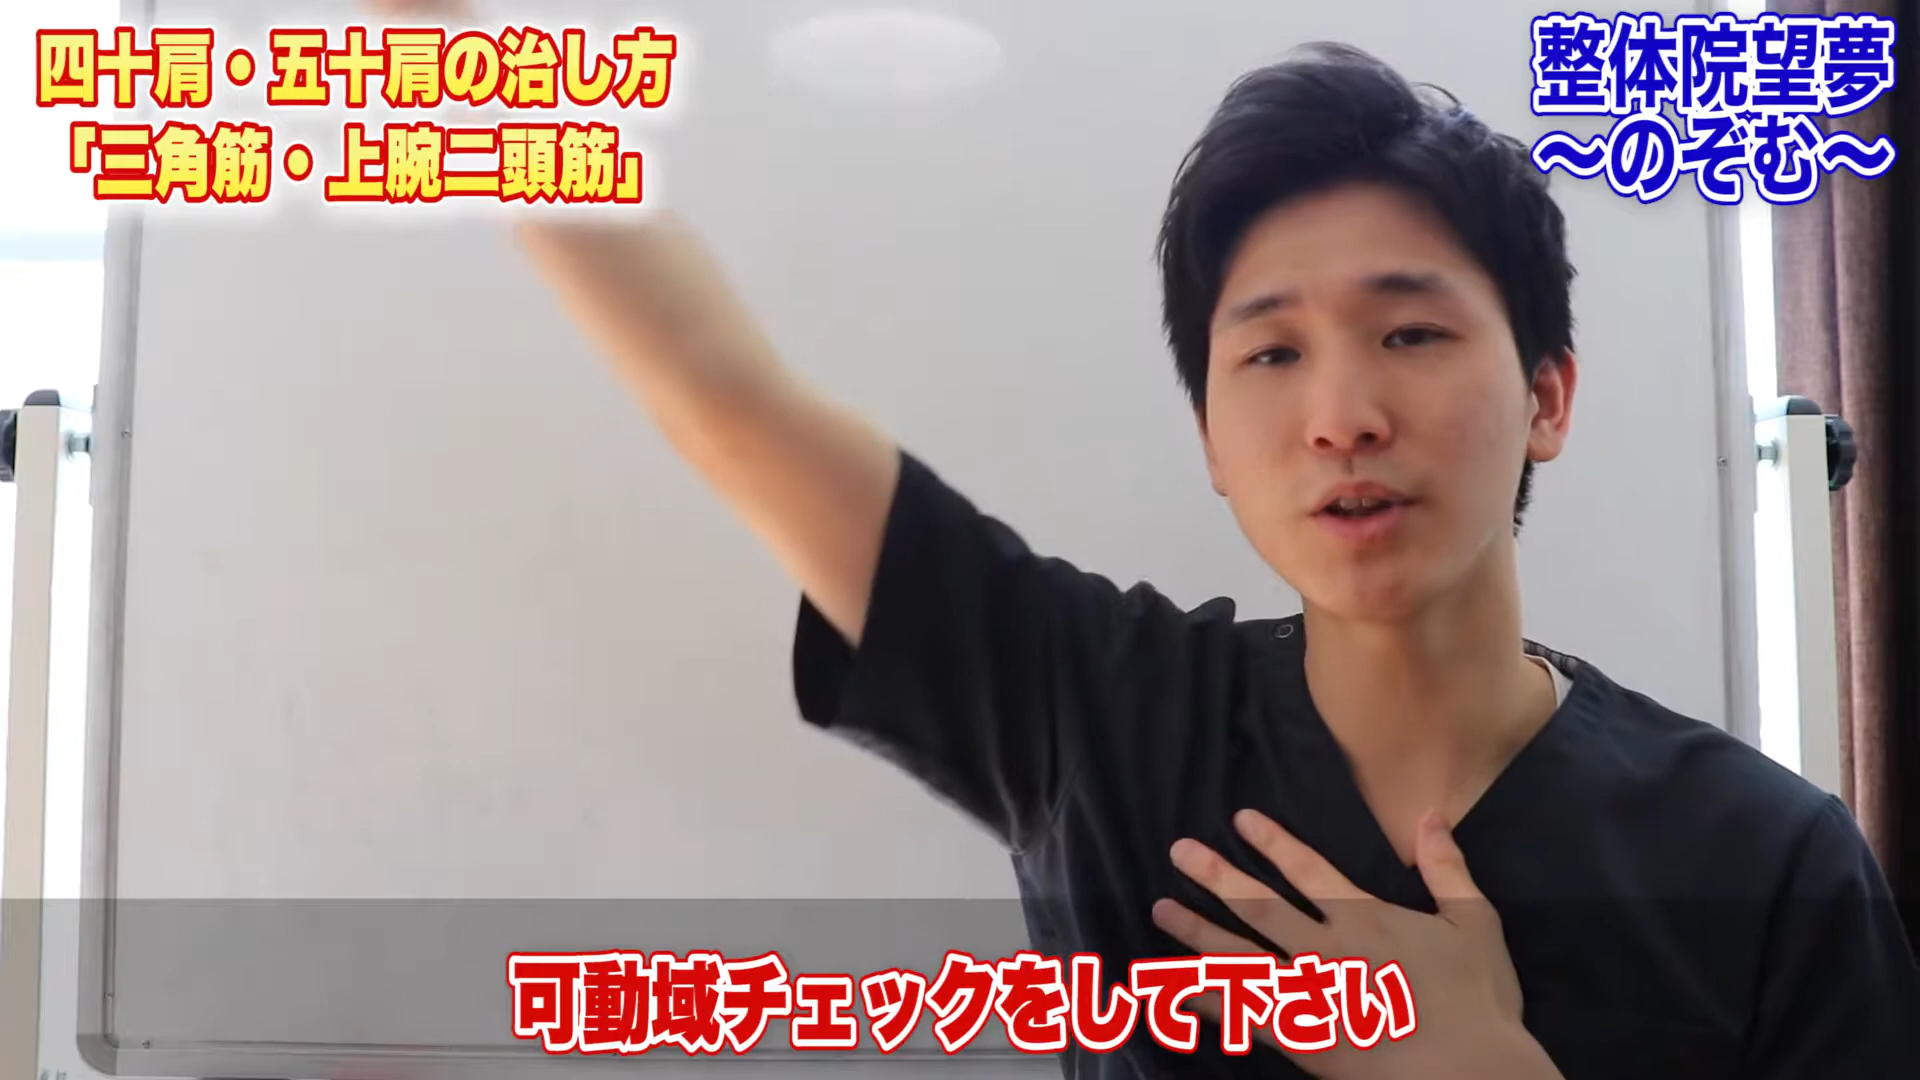 四十肩・五十肩の治し方
「三角筋・上腕二頭筋」
整体院望夢
～のぞむ～
可動域チェックをして下さい